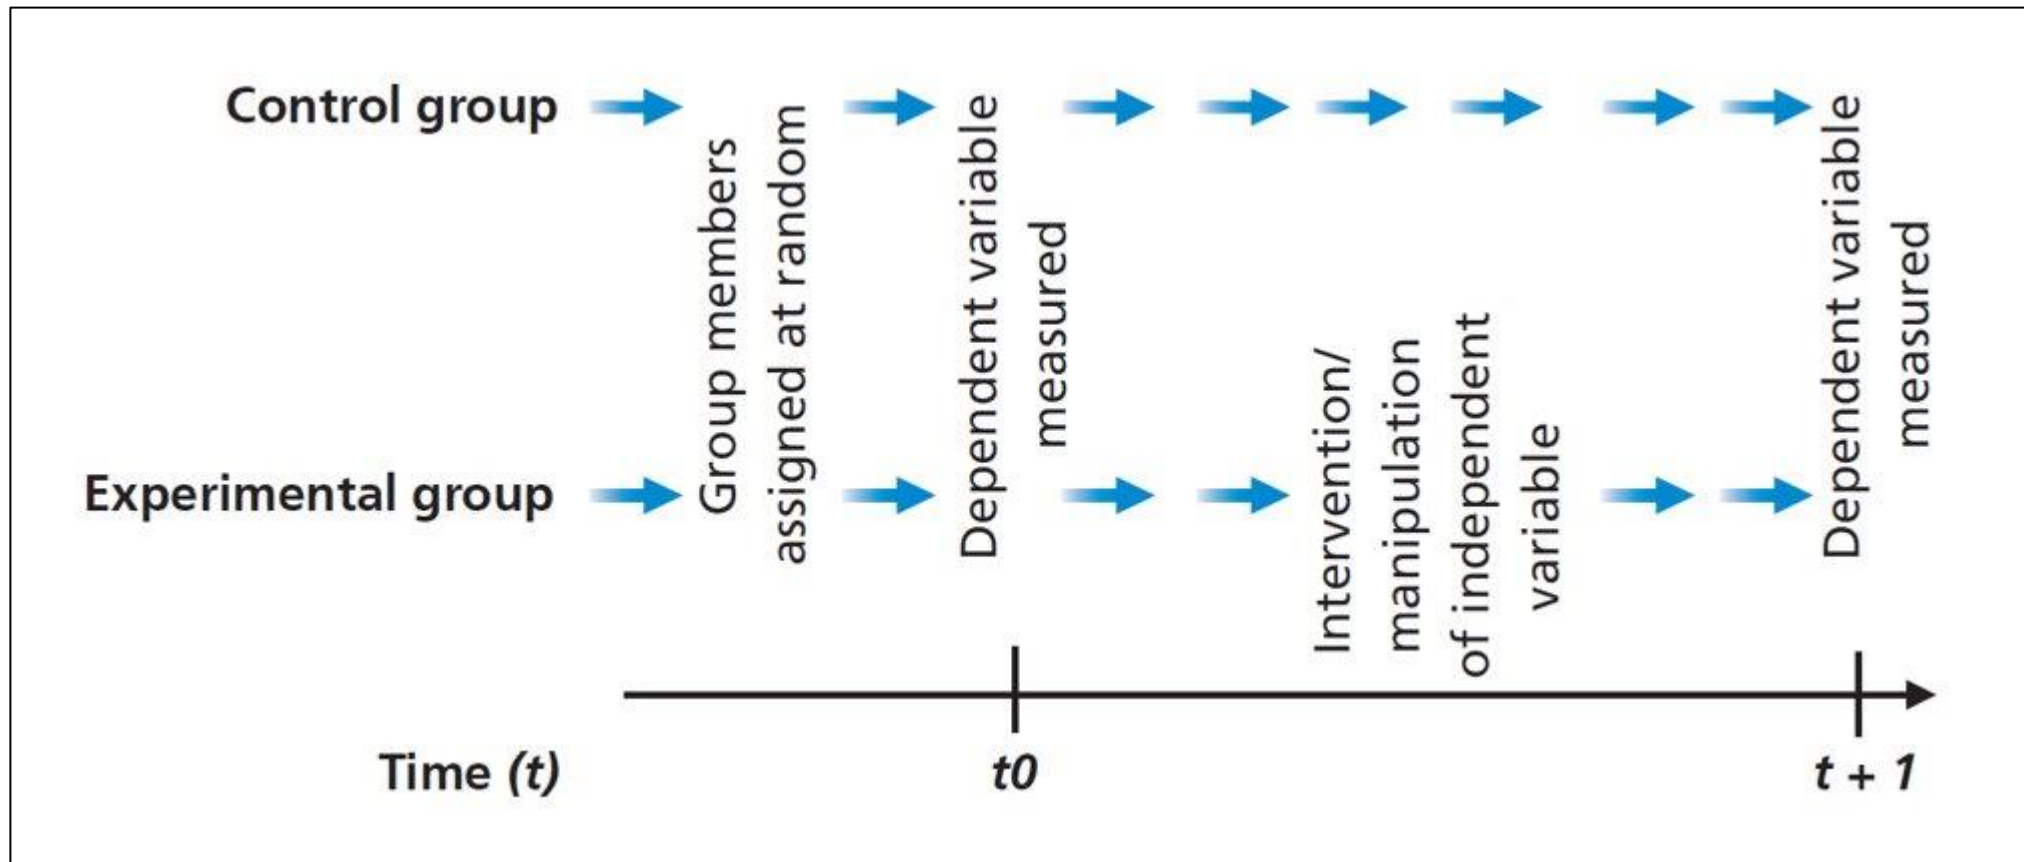 Control group
Group members
assigned at random
Dependent variable
measured
Intervention/
manipulation
of independent
variable
Dependent variable
measured
Experimental group
Time (t)
t0
t + 1